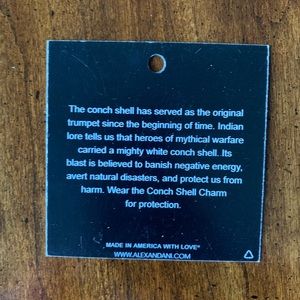 The conch shell has served as the original
trumpet since the beginning of time. Indian
lore tells us that heroes of mythical warfare
carried a mighty white conch shell. Its
blast is believed to banish negative energy,
avert natural disasters, and protect us from
harm. Wear the Conch Shell Charm
for protection.
MADE IN AMERICA WITH LOVE®
WWW.ALEXANDANI.COM